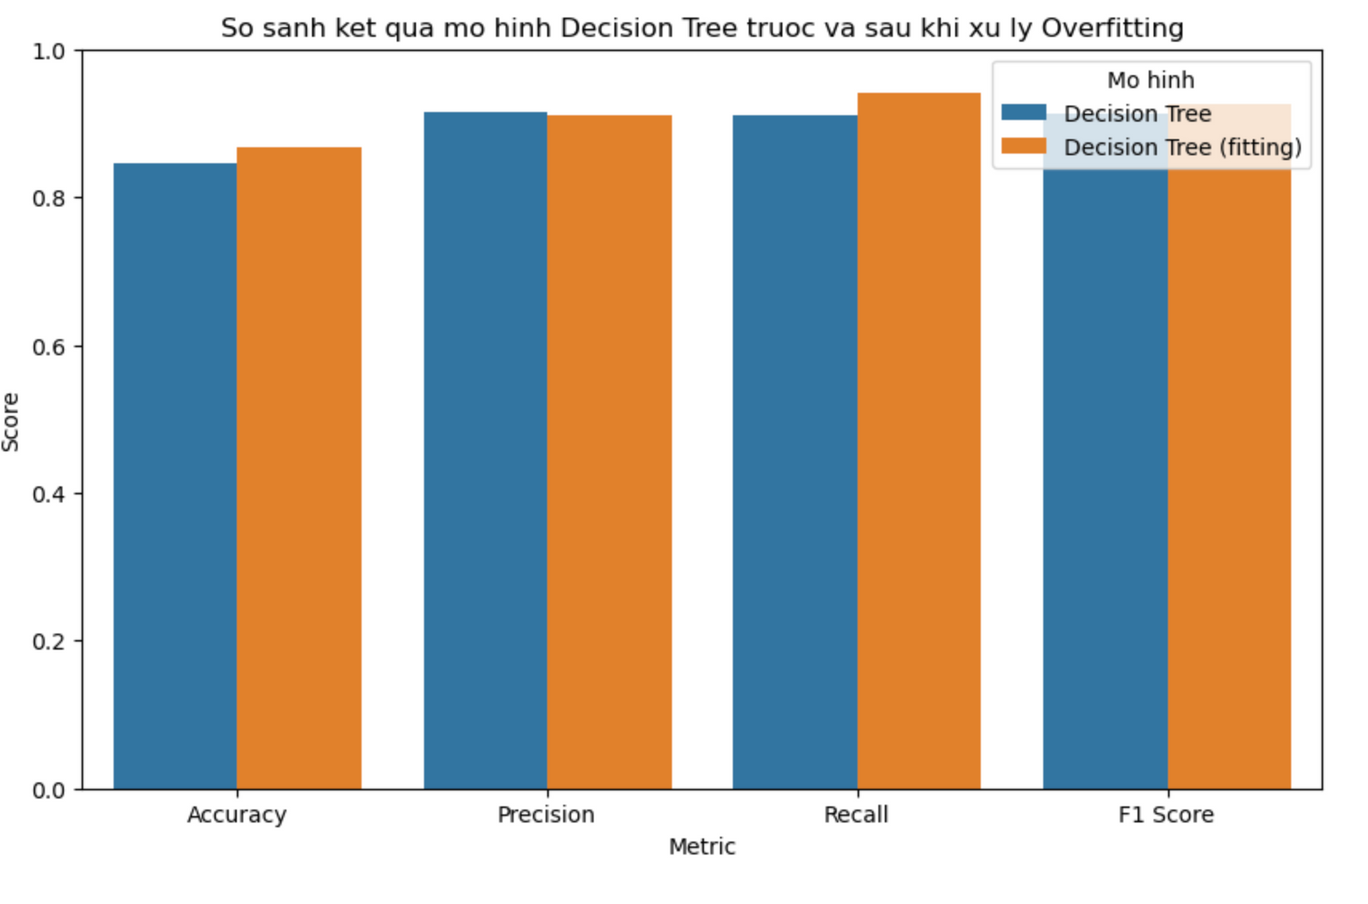 So sanh ket qua mo hinh Decision Tree truoc va sau khi xu ly Overfitting
Mo hinh
Decision Tree
Decision Tree (fitting)
1.0
0.8
0.6
0.4
0.2
0.0
Score
Accuracy
Precision
Recall
F1 Score
Metric